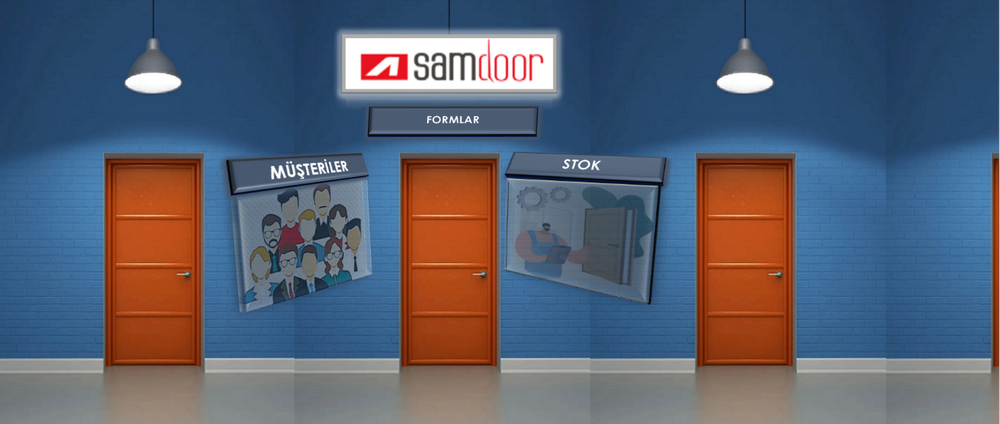 samdoor
FORMLAR
MÜŞTERİLER
STOK